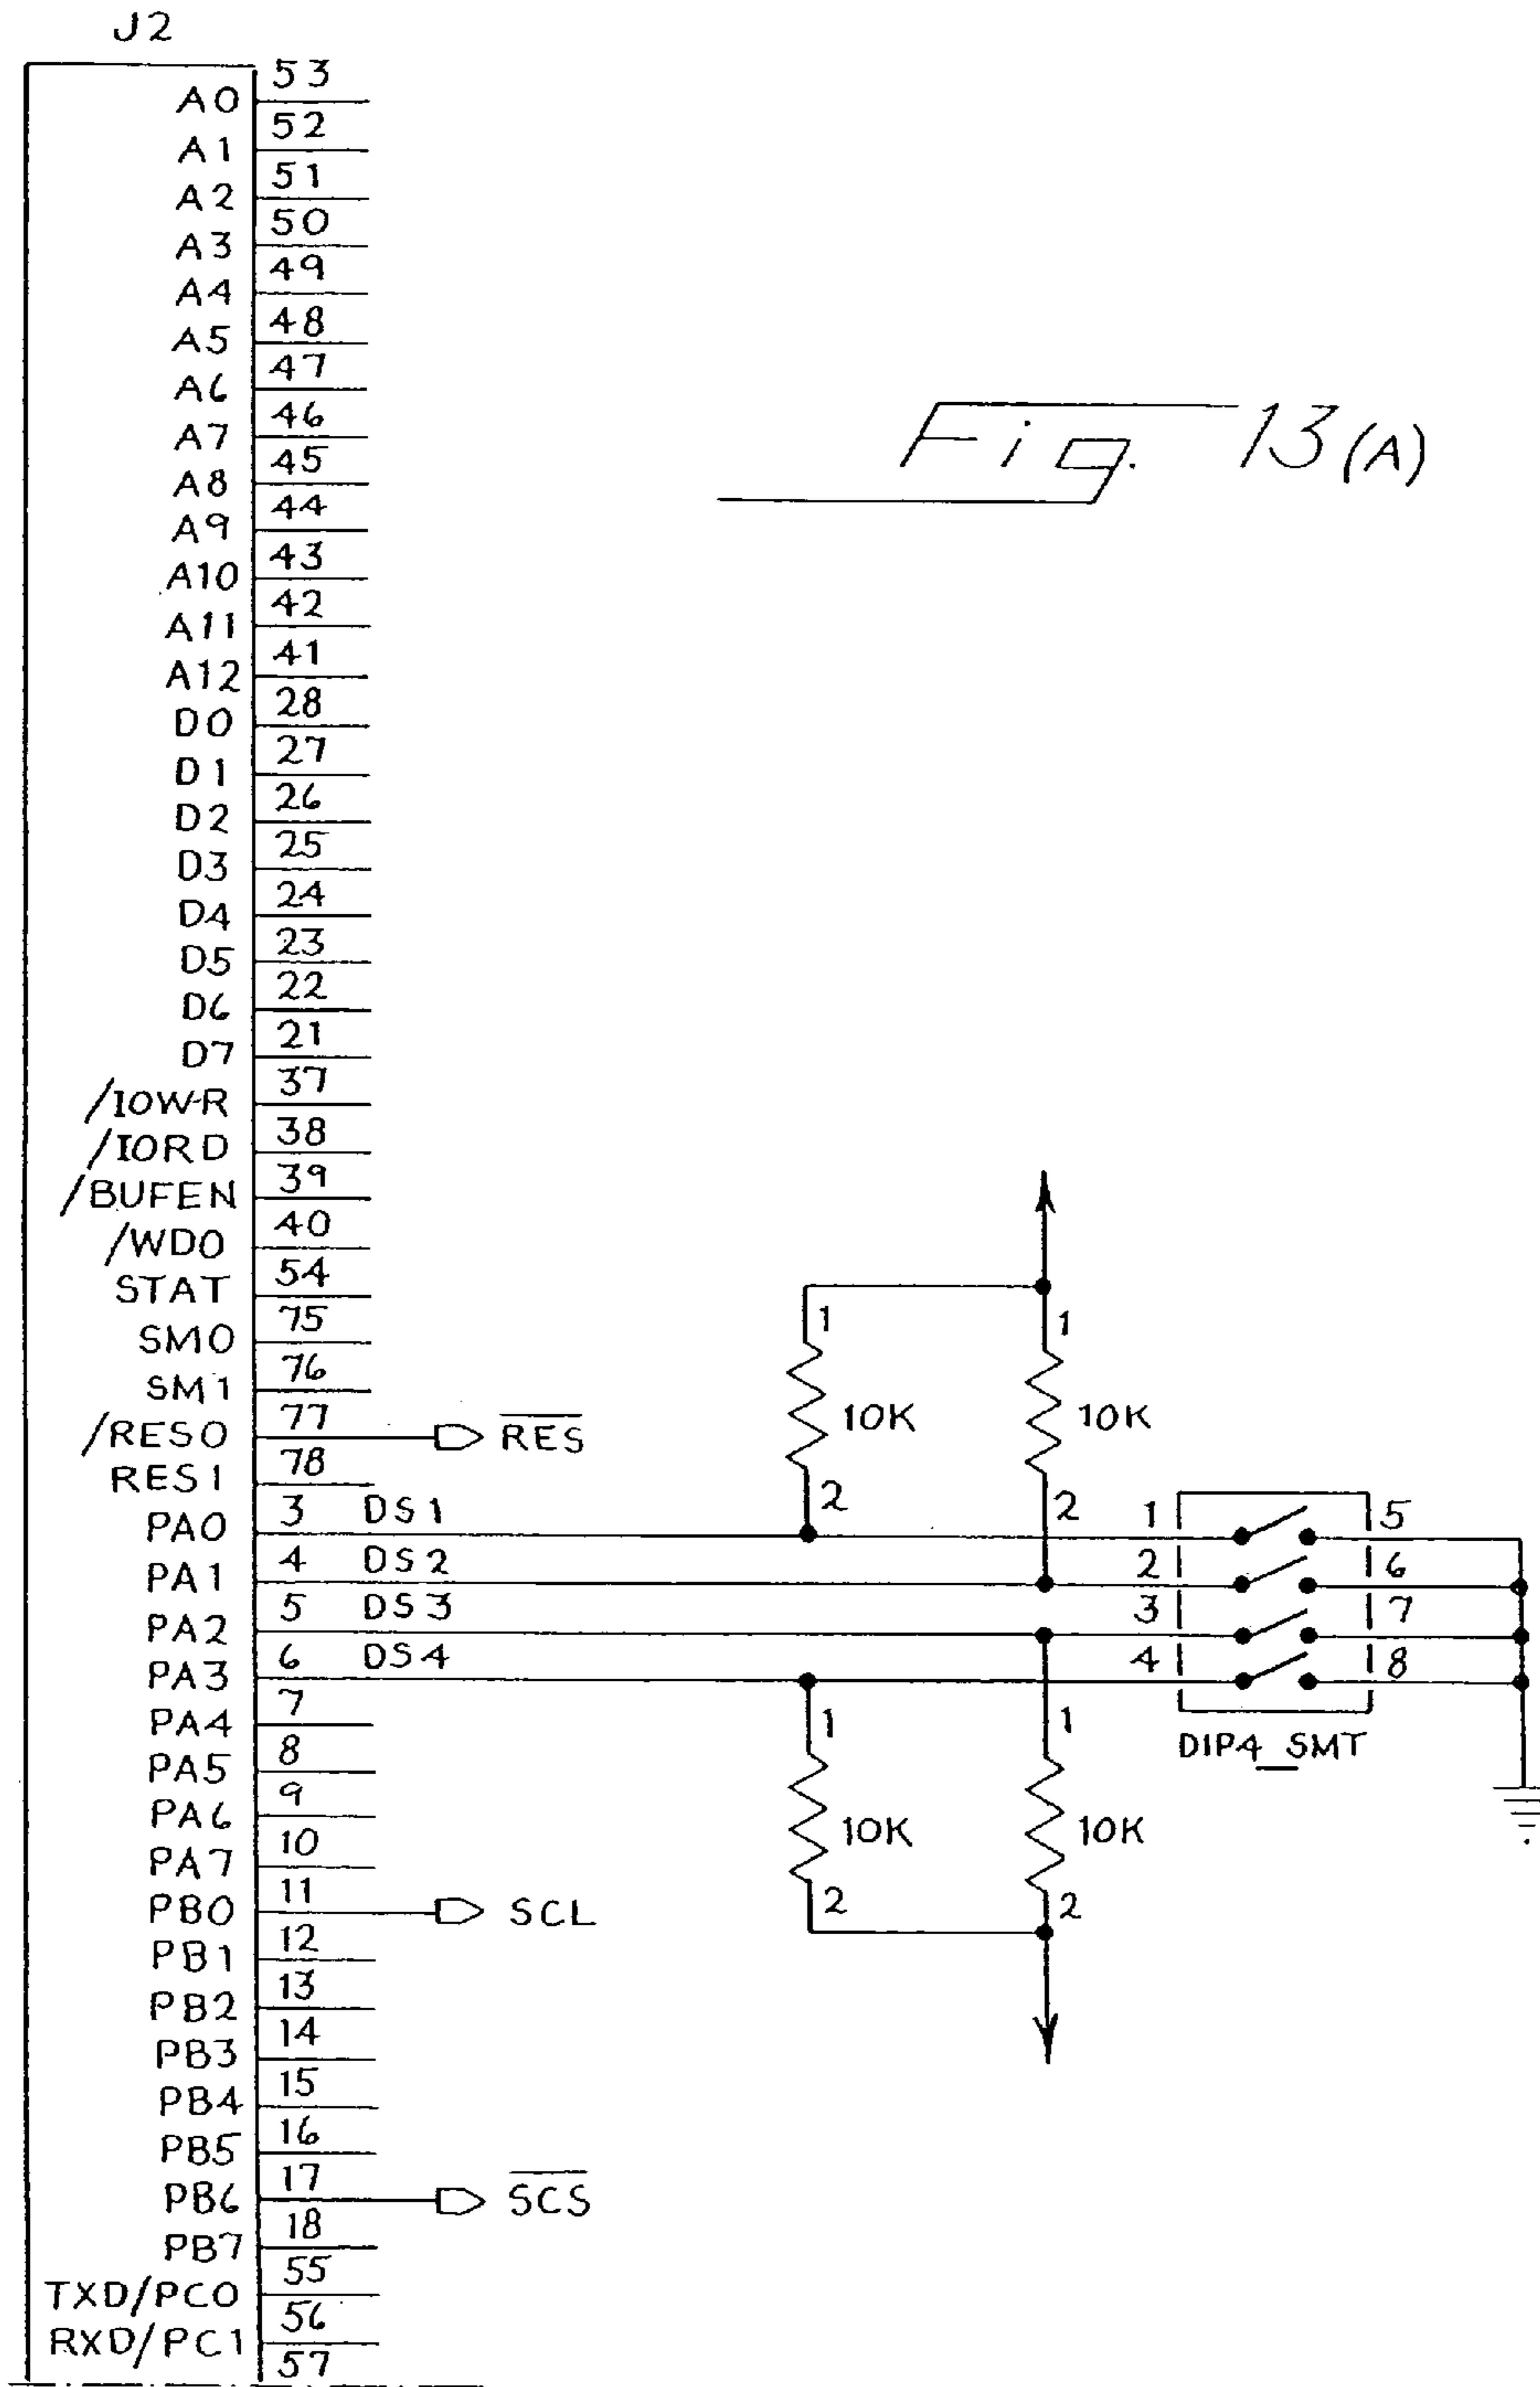 J2
53
A0
52
A1
51
A2
50
A3
49
A4
48
A5
47
A6
46
A7
45
A8
44
A9
43
A10
42
A11
41
A12
28
D0
27
D1
26
D2
25
D3
24
D4
23
D5
22
D6
21
D7
37
/IOWR
38
/IORD
39
/BUFEN
40
/WDO
54
STAT
75
SM0
76
SM1
77
/RES0
RES
78
RES1
3 DS1
PA0
4 DS2
PA1
5 DS3
PA2
6 DS4
PA3
7
PA4
8
PA5
9
PA6
10
PA7
11
PB0
SCL
12
PB1
13
PB2
14
PB3
15
PB4
16
PB5
17
PB6
SCS
18
PB7
55
TXD/PC0
56
RXD/PC1
57
Fig. 13(A)
1 1
10K 10K
2 2
1 5
2 6
3 7
4 8
DIP4_SMT
1 1
10K 10K
2 2